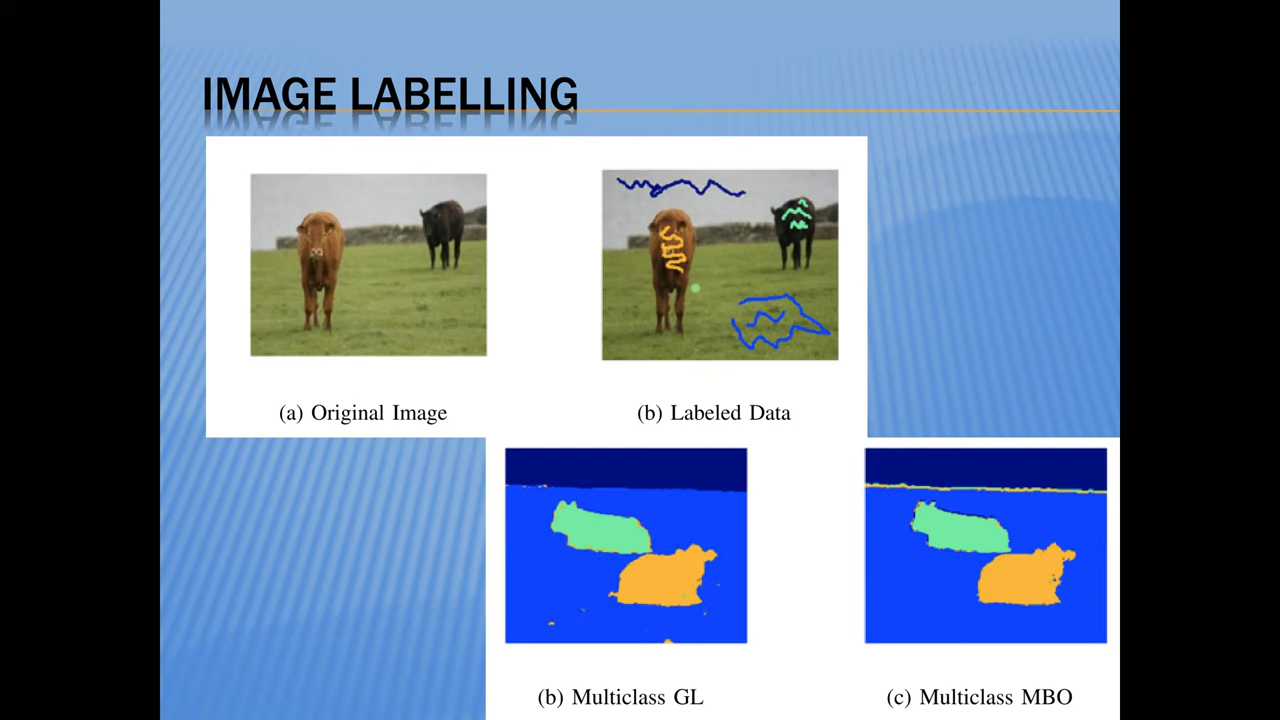 IMAGE LABELLING
(a) Original Image
(b) Labeled Data
(b) Multiclass GL
(c) Multiclass MBO